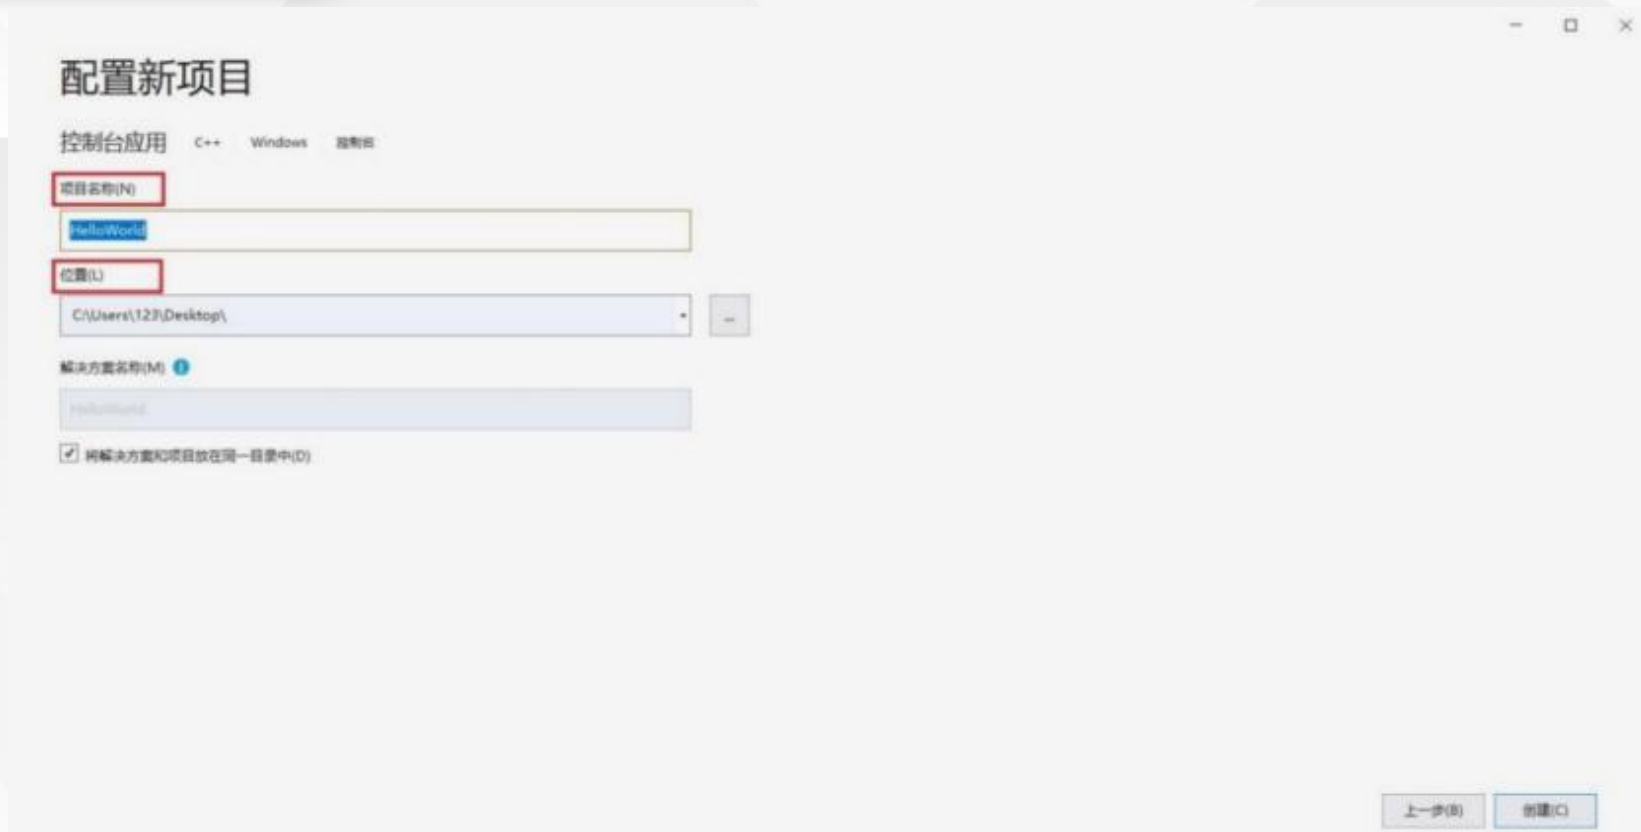 配置新项目
控制台应用 C++ Windows 控制台
项目名称(N)
HelloWorld
位置(L)
C:\Users\123\Desktop\
...
解决方案名称(M)
HelloWorld
将解决方案和项目放在同一目录中(D)
上一步(B) 创建(C)